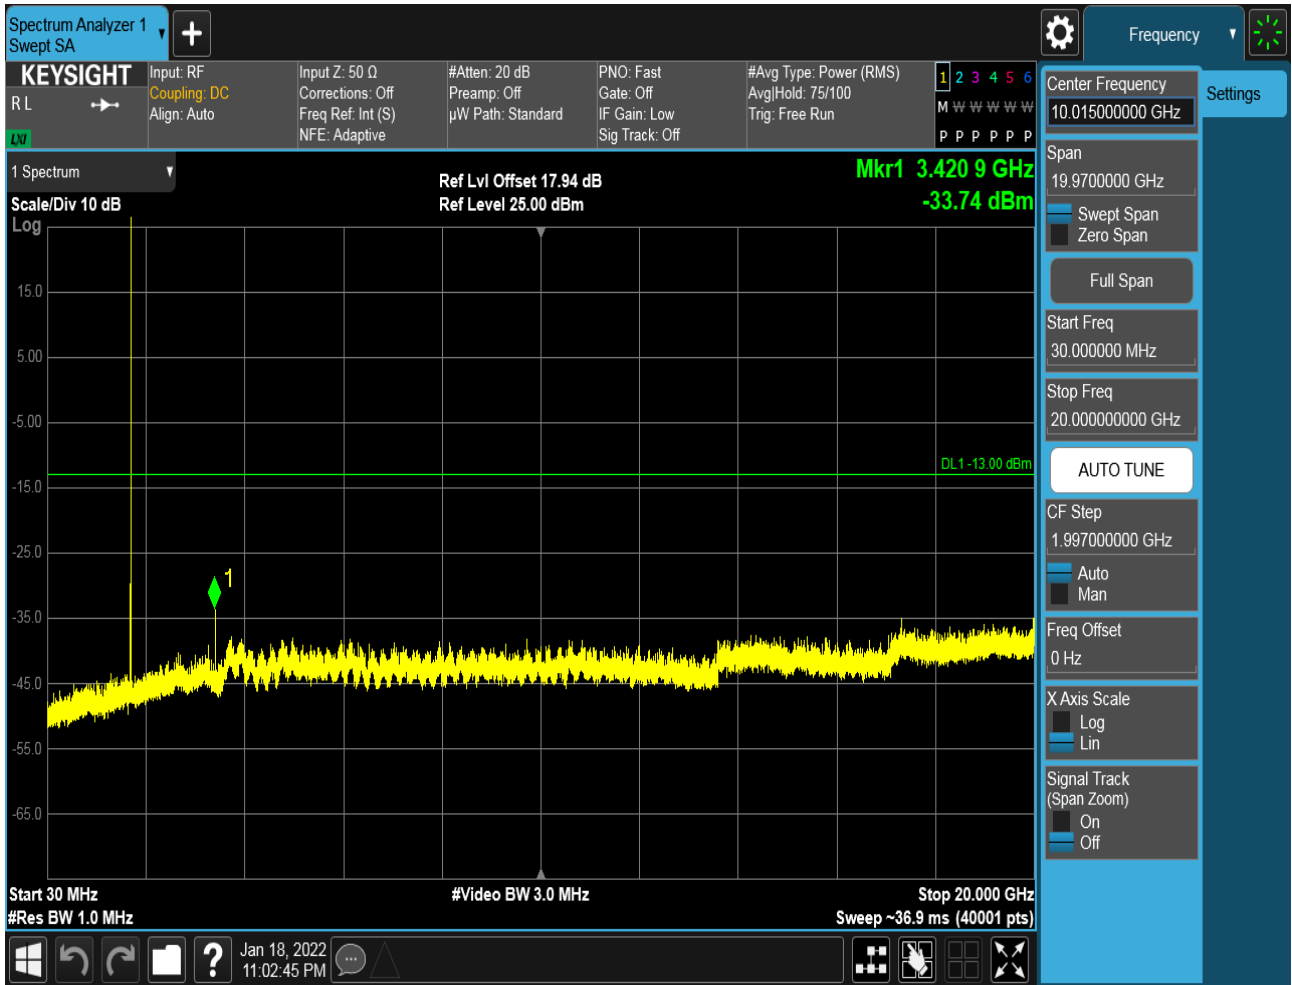 Spectrum Analyzer 1
Swept SA
Frequency
KEYSIGHT
R L
LXI
Input: RF
Coupling: DC
Align: Auto
Input Z: 50 Ω
Corrections: Off
Freq Ref: Int (S)
NFE: Adaptive
#Atten: 20 dB
Preamp: Off
µW Path: Standard
PNO: Fast
Gate: Off
IF Gain: Low
Sig Track: Off
#Avg Type: Power (RMS)
Avg|Hold: 75/100
Trig: Free Run
1 2 3 4 5 6
M W W W W W
P P P P P P
1 Spectrum
Scale/Div 10 dB
Log
Ref Lvl Offset 17.94 dB
Ref Level 25.00 dBm
Mkr1 3.420 9 GHz
-33.74 dBm
15.0
5.00
-5.00
DL1 -13.00 dBm
-15.0
-25.0
1
-35.0
-45.0
-55.0
-65.0
Start 30 MHz
#Video BW 3.0 MHz
Stop 20.000 GHz
#Res BW 1.0 MHz
Sweep ~36.9 ms (40001 pts)
?
Jan 18, 2022
11:02:45 PM
Center Frequency
10.015000000 GHz
Settings
Span
19.9700000 GHz
Swept Span
Zero Span
Full Span
Start Freq
30.000000 MHz
Stop Freq
20.000000000 GHz
AUTO TUNE
CF Step
1.997000000 GHz
Auto
Man
Freq Offset
0 Hz
X Axis Scale
Log
Lin
Signal Track
(Span Zoom)
On
Off